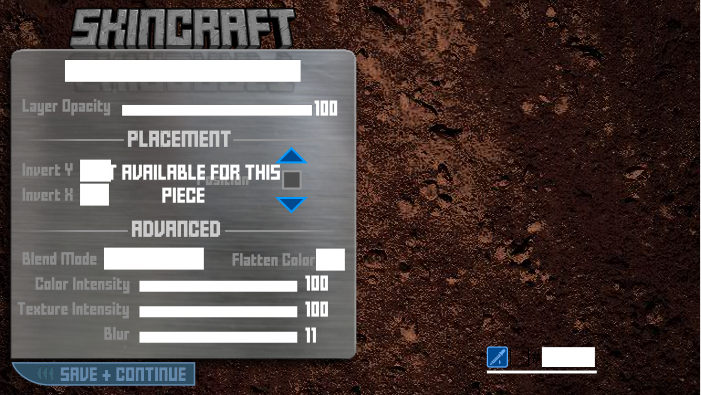 SKINCRAFT
Layer Opacity 100
PLACEMENT
Invert Y
T AVAILABLE FOR THIS
Position
Invert X
PIECE
ADVANCED
Blend Mode
Flatten Color
Color Intensity 100
Texture Intensity 100
Blur 11
SAVE + CONTINUE